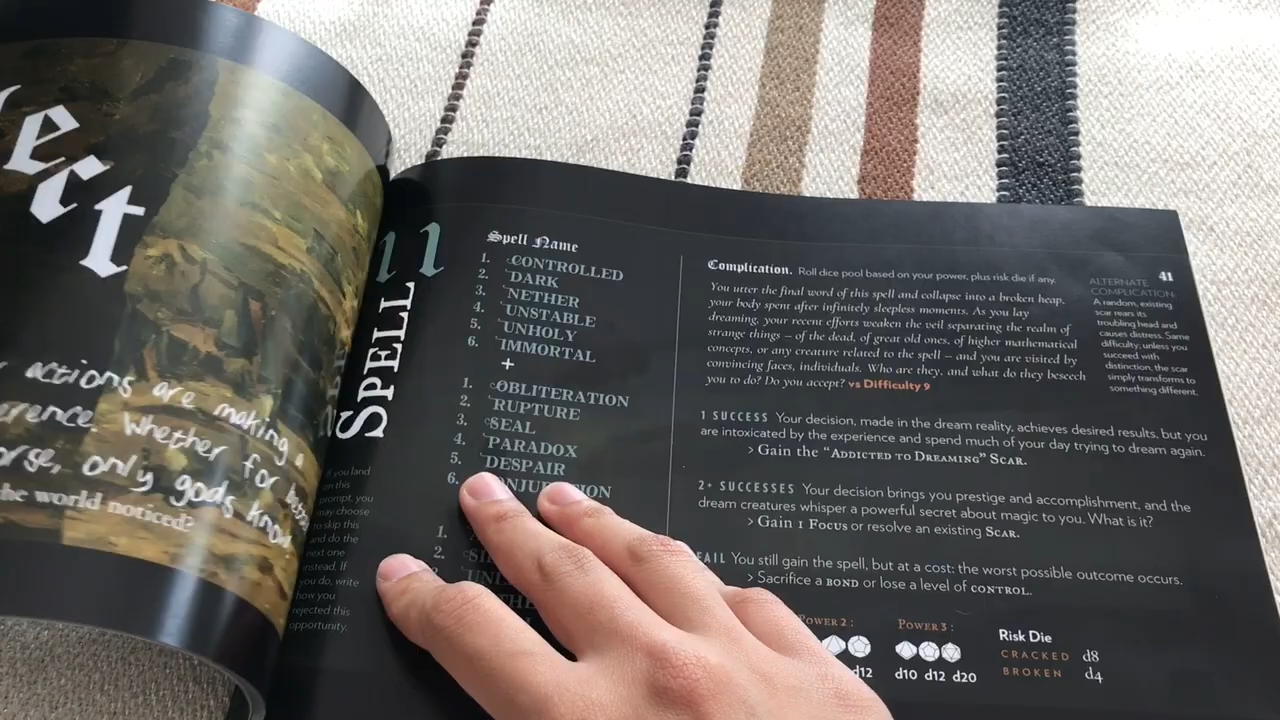 ect
actions are making a
Whether for
only gods know
he world noticed?
SPELL
11
if you land
on this
prompt, you
may choose
to skip this
and do the
next one
instead. If
you do, write
how you
rejected this
opportunity.
Spell Name
1. CONTROLLED
2. DARK
3. NETHER
4. UNSTABLE
5. UNHOLY
6. IMMORTAL
+
1. OBLITERATION
2. RUPTURE
3. SEAL
4. PARADOX
5. DESPAIR
6.
1.
2.
Complication. Roll dice pool based on your power, plus risk die if any.
You utter the final word of this spell and collapse into a broken heap,
your body spent after infinitely sleepless moments. As you lay
dreaming, your recent efforts weaken the veil separating the realm of
strange things – of the dead, of great old ones, of higher mathematical
concepts, or any creature related to the spell – and you are visited by
convincing faces, individuals. Who are they, and what do they beseech
you to do? Do you accept? vs Difficulty 9
1 SUCCESS Your decision, made in the dream reality, achieves desired results, but you
are intoxicated by the experience and spend much of your day trying to dream again.
> Gain the “ADDICTED TO DREAMING” SCAR.
2+ SUCCESSES Your decision brings you prestige and accomplishment, and the
dream creatures whisper a powerful secret about magic to you. What is it?
> Gain 1 Focus or resolve an existing SCAR.
FAIL You still gain the spell, but at a cost: the worst possible outcome occurs.
> Sacrifice a BOND or lose a level of CONTROL.
POWER 2:
d12
POWER 3:
d10 d12 d20
Risk Die
CRACKED d8
BROKEN d4
41
ALTERNATE
COMPLICATION:
A random, existing
scar rears its
troubling head and
causes distress. Same
difficulty; unless you
succeed with
distinction, the scar
simply transforms to
something different.